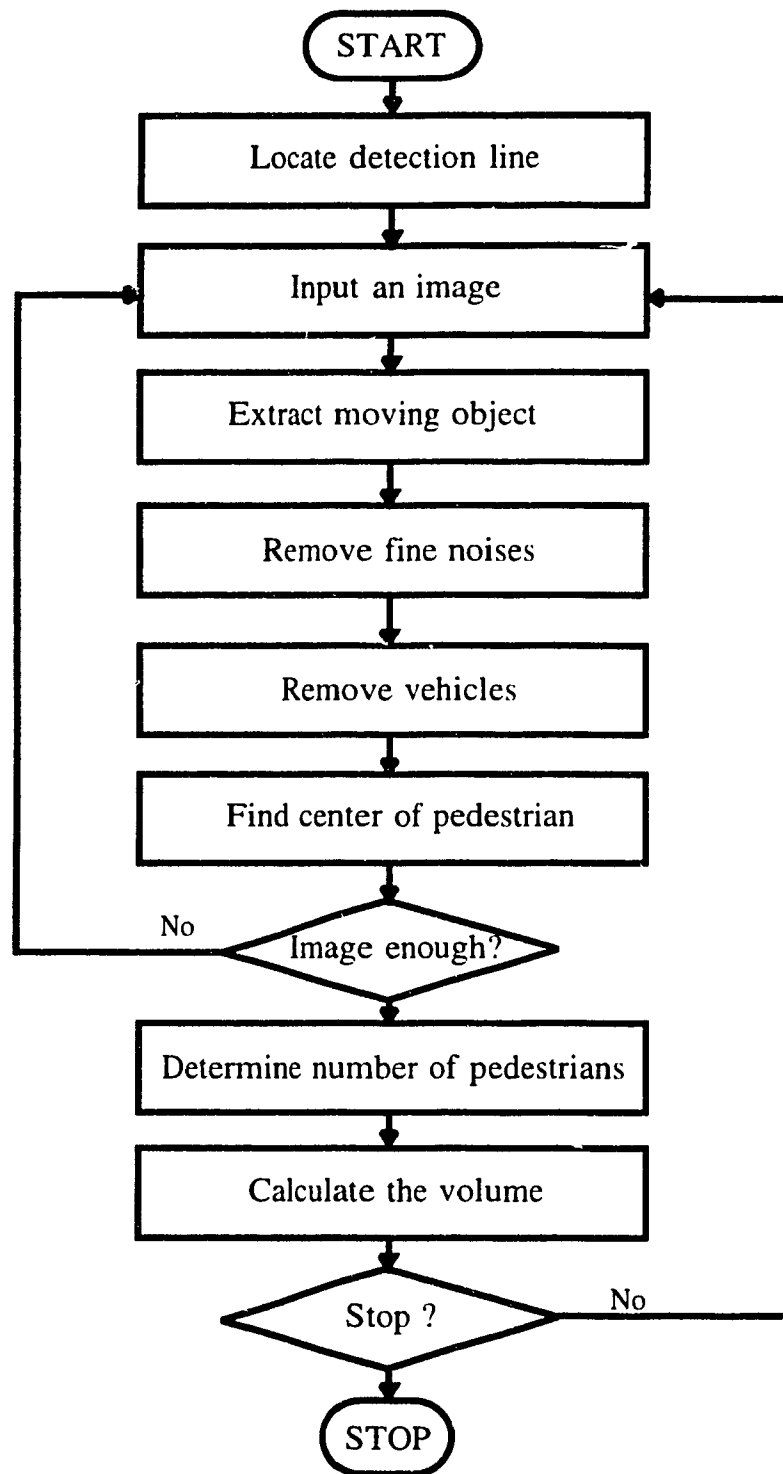 START
Locate detection line
Input an image
Extract moving object
Remove fine noises
Remove vehicles
Find center of pedestrian
No
Image enough?
Determine number of pedestrians
Calculate the volume
Stop ?
No
STOP